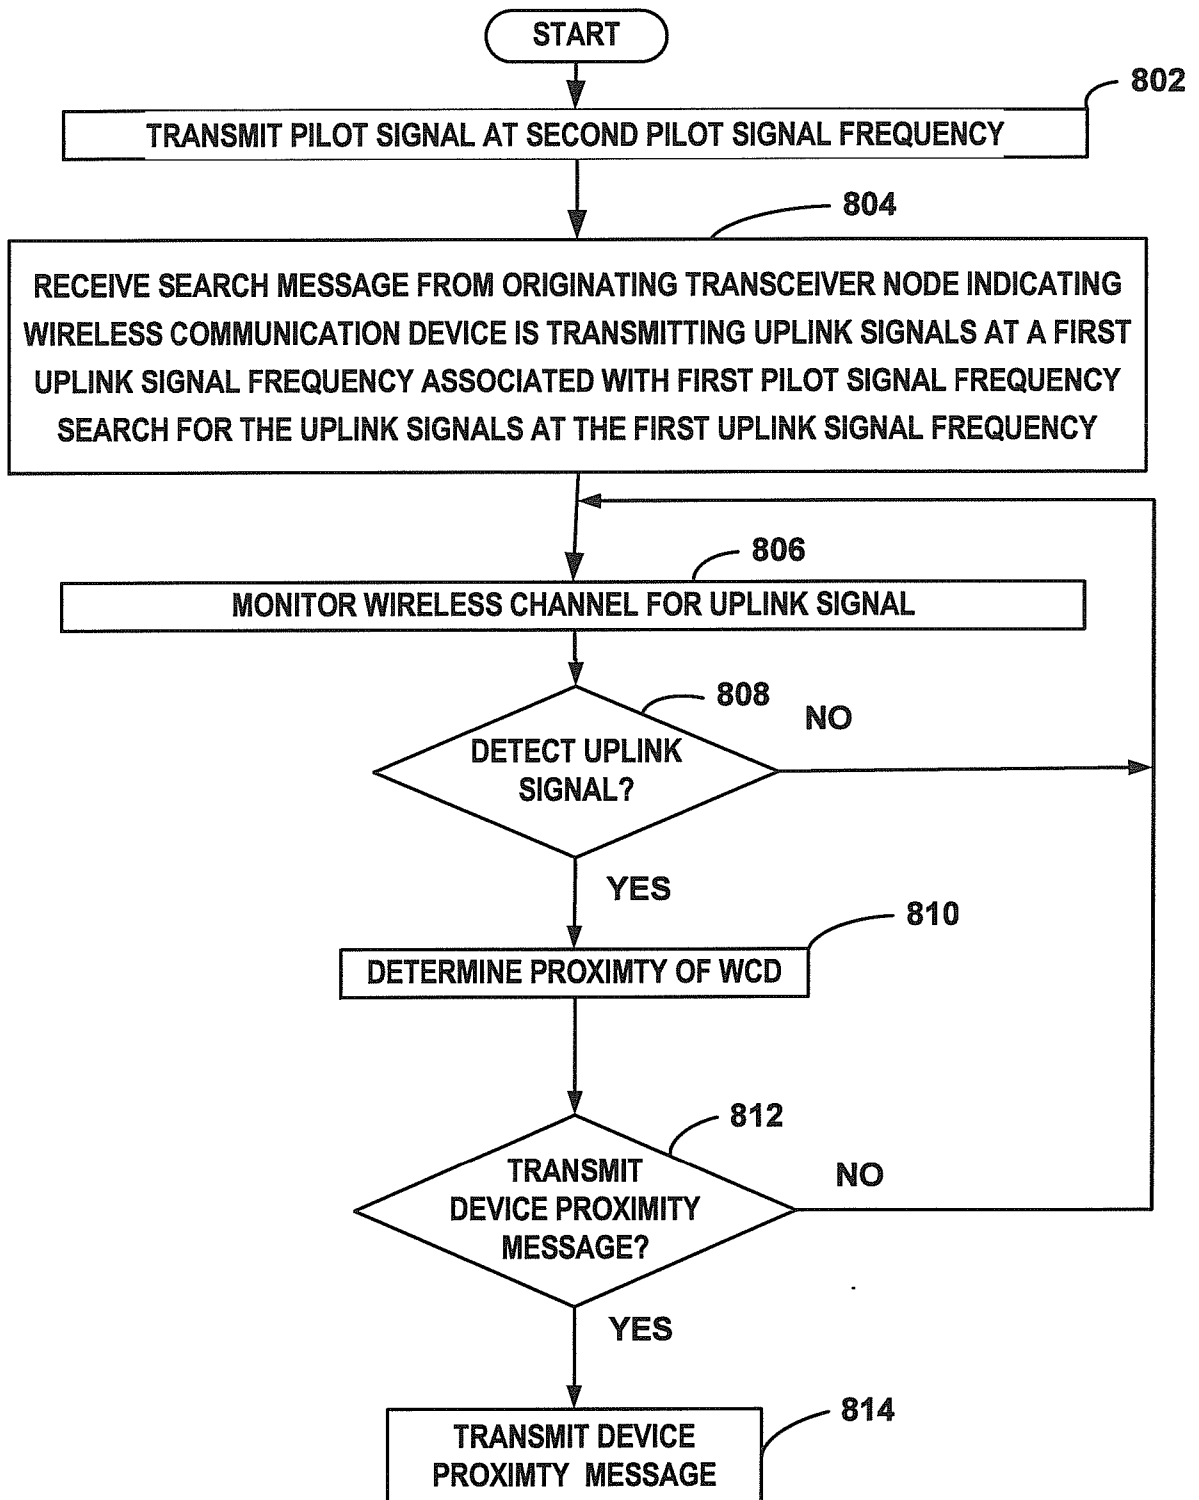 START
802
TRANSMIT PILOT SIGNAL AT SECOND PILOT SIGNAL FREQUENCY
804
RECEIVE SEARCH MESSAGE FROM ORIGINATING TRANSCEIVER NODE INDICATING
WIRELESS COMMUNICATION DEVICE IS TRANSMITTING UPLINK SIGNALS AT A FIRST
UPLINK SIGNAL FREQUENCY ASSOCIATED WITH FIRST PILOT SIGNAL FREQUENCY
SEARCH FOR THE UPLINK SIGNALS AT THE FIRST UPLINK SIGNAL FREQUENCY
806
MONITOR WIRELESS CHANNEL FOR UPLINK SIGNAL
808
NO
DETECT UPLINK
SIGNAL?
YES
810
DETERMINE PROXIMTY OF WCD
812
TRANSMIT
DEVICE PROXIMITY
MESSAGE?
NO
YES
814
TRANSMIT DEVICE
PROXIMTY MESSAGE